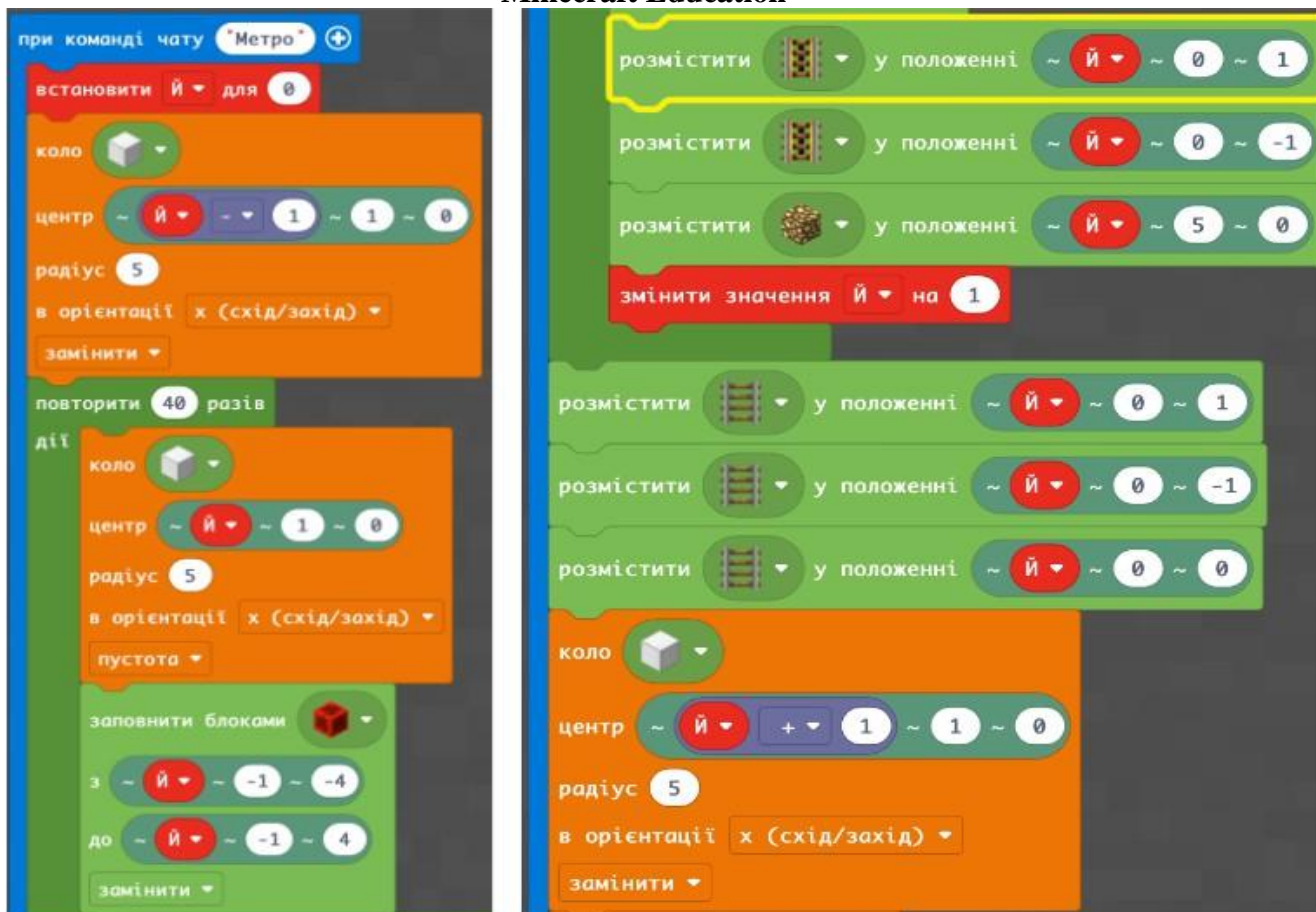 Minecraft Education
при команді чату "Метро"
встановити Й для 0
коло
центр ~ Й - 1 ~ 1 ~ 0
радіус 5
в орієнтації x (схід/захід)
замінити
повторити 40 разів
дії
коло
центр ~ Й ~ 1 ~ 0
радіус 5
в орієнтації x (схід/захід)
пустота
заповнити блоками
з ~ Й ~ -1 ~ -4
до ~ Й ~ -1 ~ 4
замінити
розмістити у положенні ~ Й ~ 0 ~ 1
розмістити у положенні ~ Й ~ 0 ~ -1
розмістити у положенні ~ Й ~ 5 ~ 0
змінити значення Й на 1
розмістити у положенні ~ Й ~ 0 ~ 1
розмістити у положенні ~ Й ~ 0 ~ -1
розмістити у положенні ~ Й ~ 0 ~ 0
коло
центр ~ Й + 1 ~ 1 ~ 0
радіус 5
в орієнтації x (схід/захід)
замінити